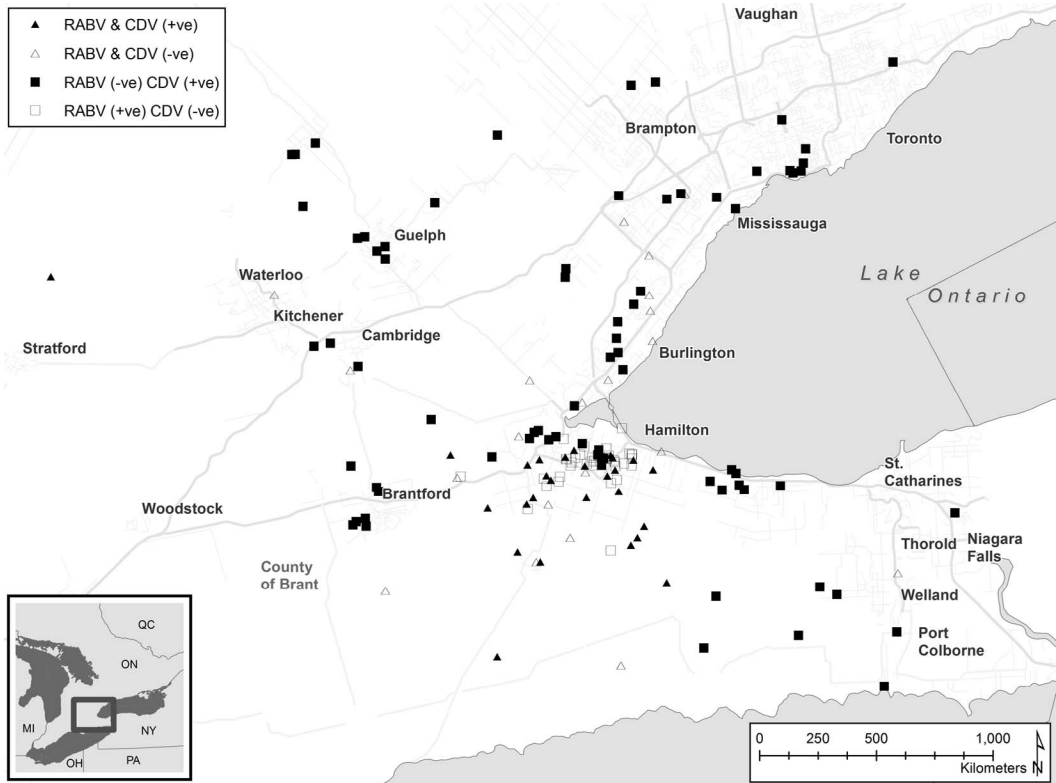 RABV & CDV (+ve)
RABV & CDV (-ve)
RABV (-ve) CDV (+ve)
RABV (+ve) CDV (-ve)
Vaughan
Brampton
Toronto
Mississauga
Guelph
Waterloo
Kitchener
Cambridge
Stratford
Lake
Ontario
Burlington
Hamilton
St.
Catharines
Brantford
Woodstock
Thorold
Niagara
Falls
County
of Brant
Welland
Port
Colborne
QC
ON
MI
NY
OH
PA
0 250 500 1,000
Kilometers
N